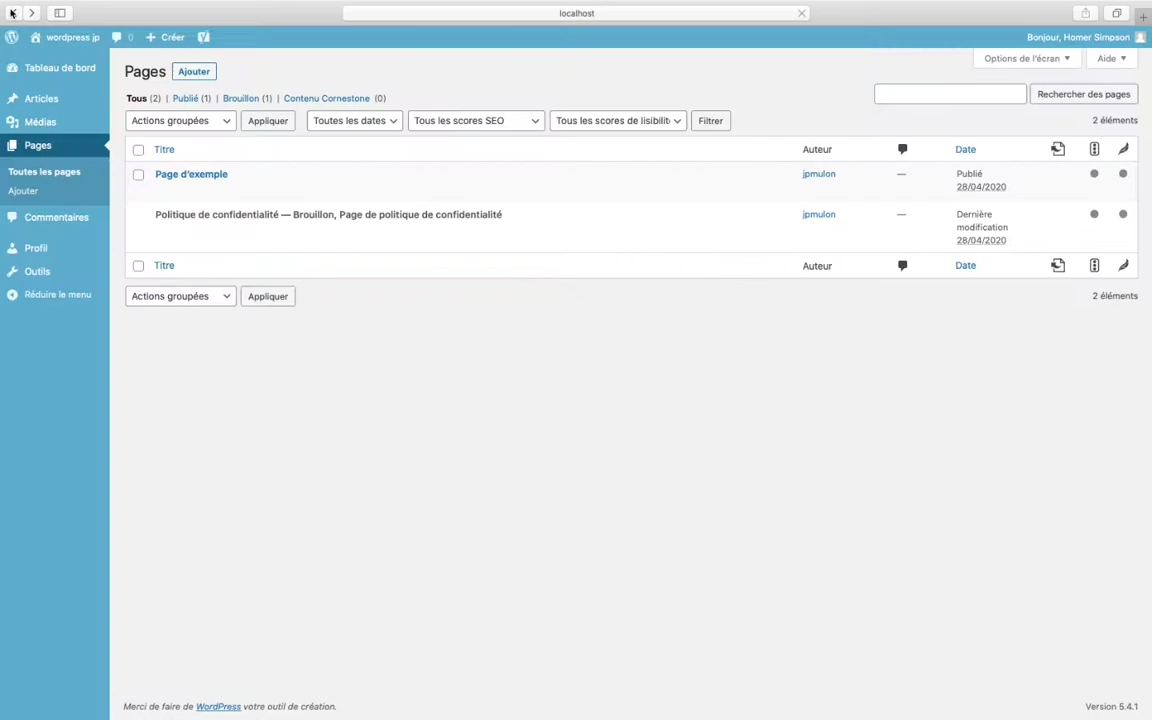 localhost
wordpress jp 0 Créer Bonjour, Homer Simpson
Tableau de bord
Articles
Médias
Pages
Toutes les pages
Ajouter
Commentaires
Profil
Outils
Réduire le menu
Options de l'écran Aide
Pages Ajouter
Tous (2) | Publié (1) | Brouillon (1) | Contenu Cornestone (0)
Rechercher des pages
Actions groupées Appliquer Toutes les dates Tous les scores SEO Tous les scores de lisibilit Filtrer 2 éléments
Titre Auteur Date
Page d'exemple jpmulon — Publié
28/04/2020
Politique de confidentialité — Brouillon, Page de politique de confidentialité jpmulon — Dernière
modification
28/04/2020
Titre Auteur Date
Actions groupées Appliquer 2 éléments
Merci de faire de WordPress votre outil de création. Version 5.4.1